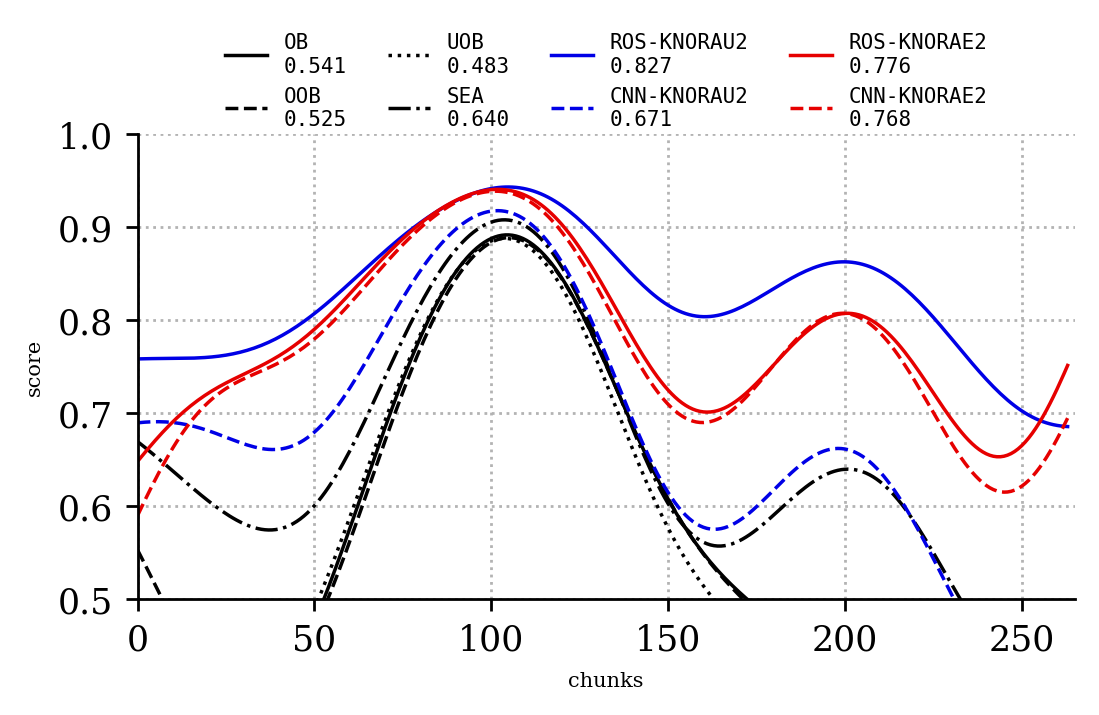 OB UOB ROS-KNORAU2 ROS-KNORAE2
0.541 0.483 0.827 0.776
OOB SEA CNN-KNORAU2 CNN-KNORAE2
0.525 0.640 0.671 0.768
1.0
0.9
0.8
0.7
0.6
0.5
score
0 50 100 150 200 250
chunks